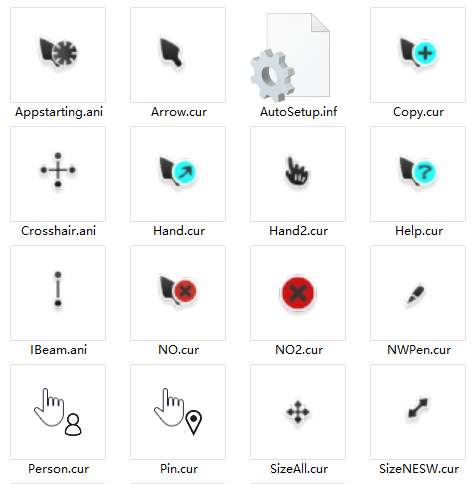 Appstarting.ani
Arrow.cur
AutoSetup.inf
Copy.cur
Crosshair.ani
Hand.cur
Hand2.cur
Help.cur
IBeam.ani
NO.cur
NO2.cur
NWPen.cur
Person.cur
Pin.cur
SizeAll.cur
SizeNESW.cur